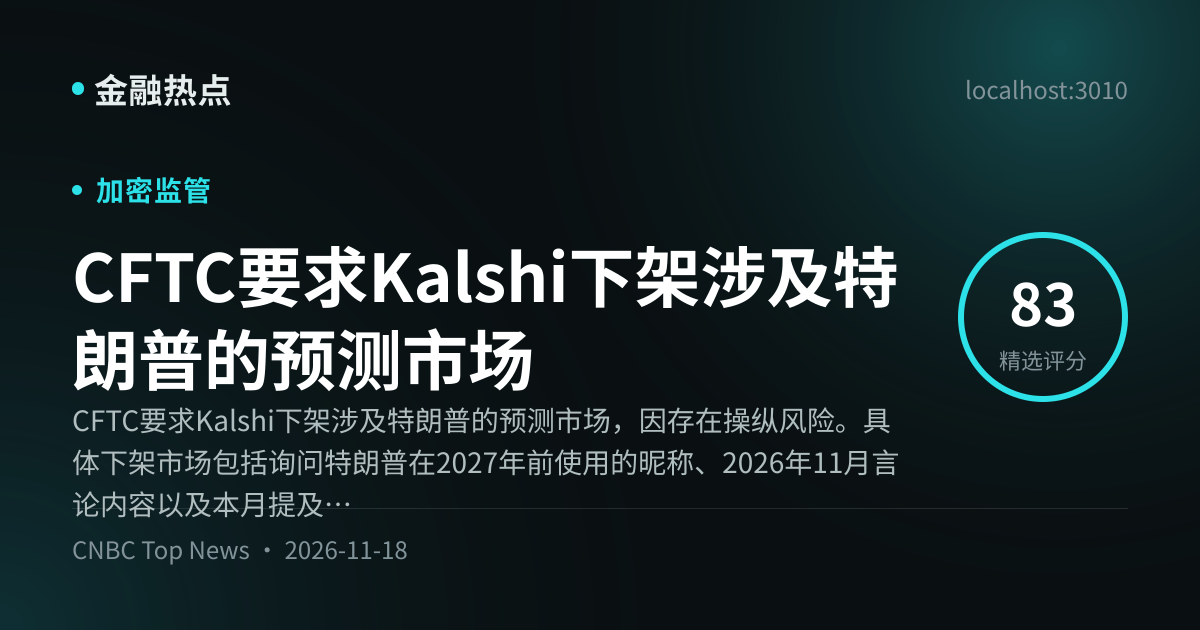 金融热点
localhost:3010
加密监管
CFTC要求Kalshi下架涉及特
朗普的预测市场
83
精选评分
CFTC要求Kalshi下架涉及特朗普的预测市场，因存在操纵风险。具
体下架市场包括询问特朗普在2027年前使用的昵称、2026年11月言
论内容以及本月提及…
CNBC Top News • 2026-11-18